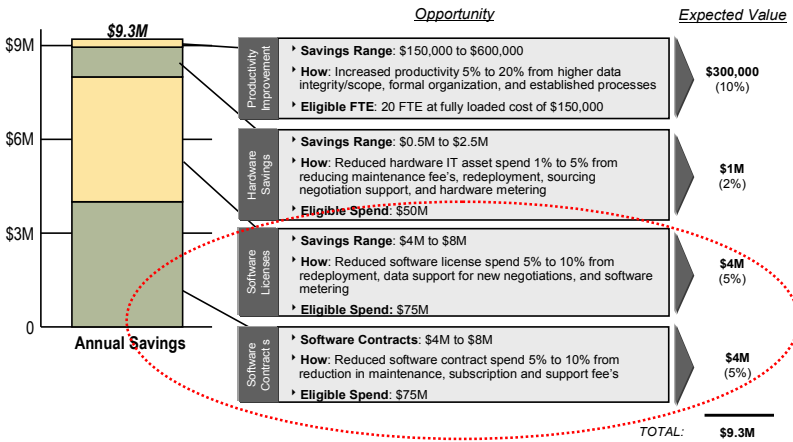 Opportunity
Expected Value
$9.3M
$9M
$6M
$3M
0
Annual Savings
Productivity
Improvement
Savings Range: $150,000 to $600,000
How: Increased productivity 5% to 20% from higher data
integrity/scope, formal organization, and established processes
Eligible FTE: 20 FTE at fully loaded cost of $150,000
$300,000
(10%)
Hardware
Savings
Savings Range: $0.5M to $2.5M
How: Reduced hardware IT asset spend 1% to 5% from
reducing maintenance fee's, redeployment, sourcing
negotiation support, and hardware metering
Eligible Spend: $50M
$1M
(2%)
Software
Licenses
Savings Range: $4M to $8M
How: Reduced software license spend 5% to 10% from
redeployment, data support for new negotiations, and software
metering
Eligible Spend: $75M
$4M
(5%)
Software
Contract s
Software Contracts: $4M to $8M
How: Reduced software contract spend 5% to 10% from
reduction in maintenance, subscription and support fee's
Eligible Spend: $75M
$4M
(5%)
TOTAL:
$9.3M